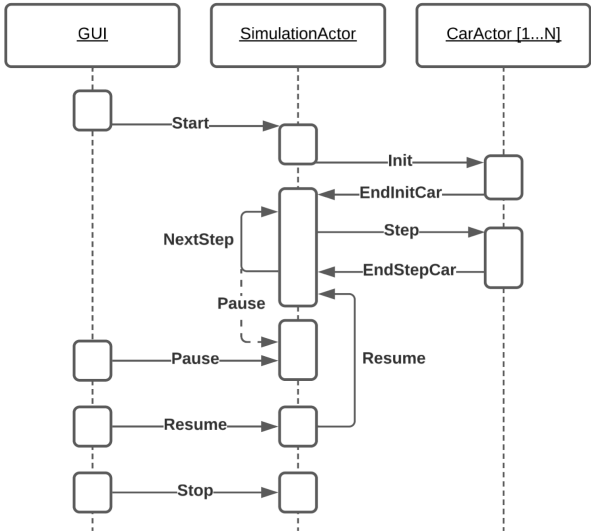 GUI
SimulationActor
CarActor [1...N]
Start
Init
EndInitCar
Step
NextStep
EndStepCar
Pause
Pause
Resume
Resume
Stop